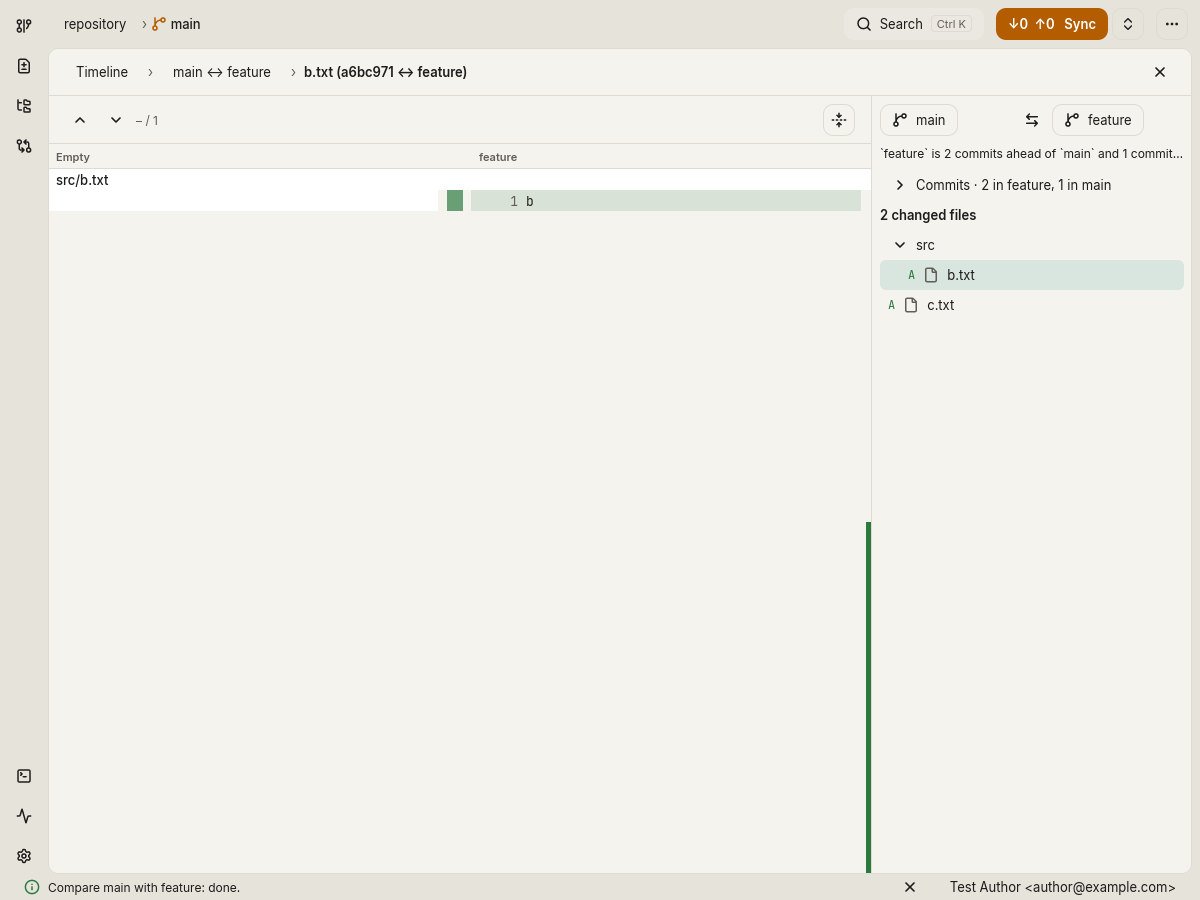 repository › main
Search Ctrl K
↓0 ↑0 Sync
Timeline › main ↔ feature › b.txt (a6bc971 ↔ feature)
– / 1
main
feature
Empty
feature
`feature` is 2 commits ahead of `main` and 1 commit...
src/b.txt
1 b
Commits · 2 in feature, 1 in main
2 changed files
src
A b.txt
A c.txt
Compare main with feature: done.
Test Author <author@example.com>